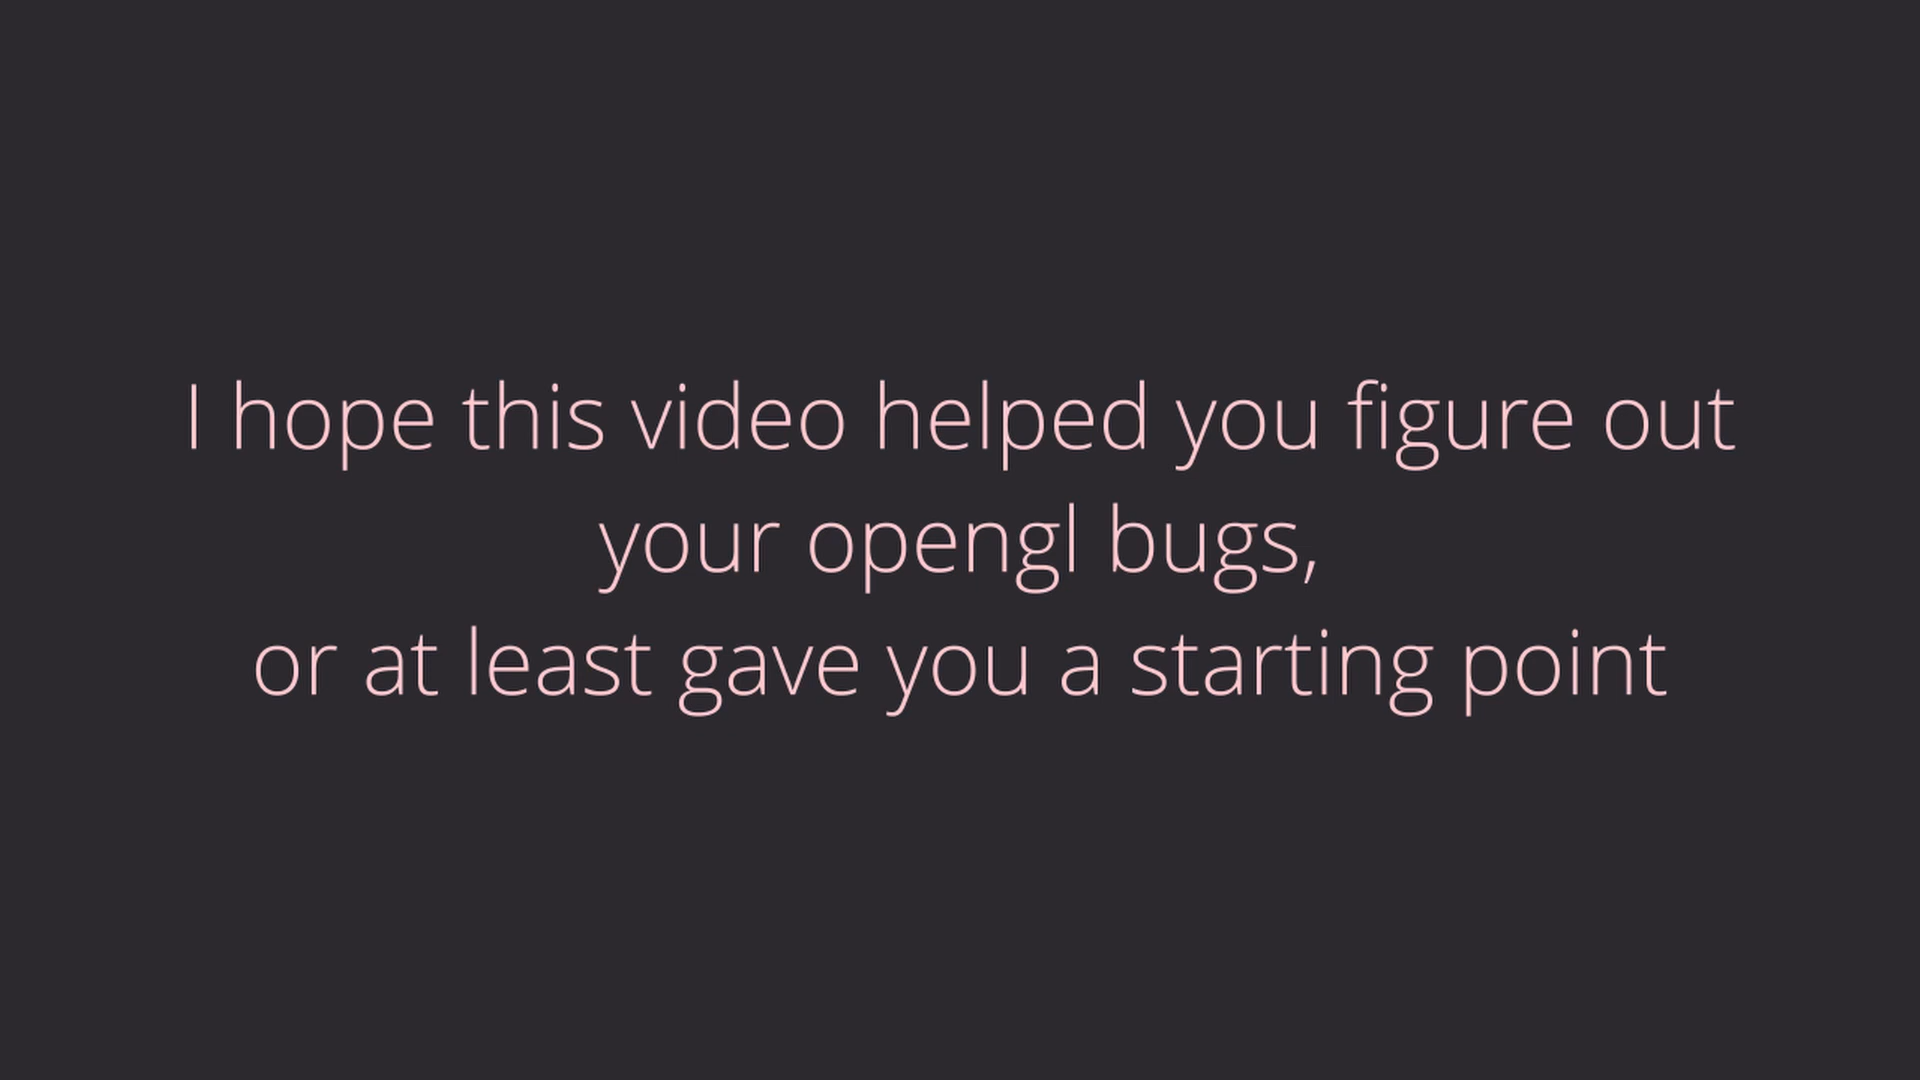 I hope this video helped you figure out
your opengl bugs,
or at least gave you a starting point